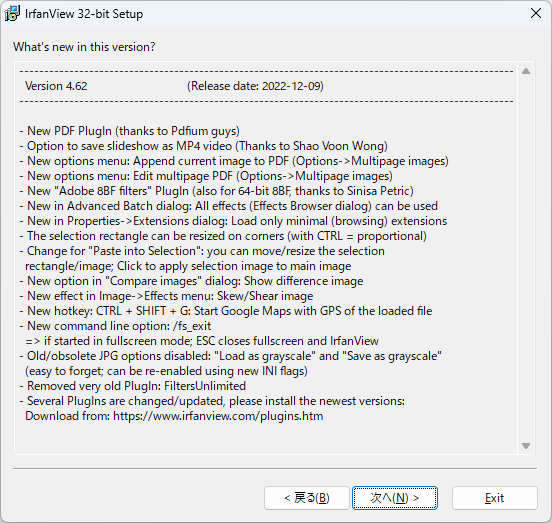 IrfanView 32-bit Setup
What's new in this version?
--------------------------------------------------------------------------------------------------
Version 4.62 (Release date: 2022-12-09)
--------------------------------------------------------------------------------------------------
- New PDF PlugIn (thanks to Pdfium guys)
- Option to save slideshow as MP4 video (Thanks to Shao Voon Wong)
- New options menu: Append current image to PDF (Options->Multipage images)
- New options menu: Edit multipage PDF (Options->Multipage images)
- New "Adobe 8BF filters" PlugIn (also for 64-bit 8BF, thanks to Sinisa Petric)
- New in Advanced Batch dialog: All effects (Effects Browser dialog) can be used
- New in Properties->Extensions dialog: Load only minimal (browsing) extensions
- The selection rectangle can be resized on corners (with CTRL = proportional)
- Change for "Paste into Selection": you can move/resize the selection
rectangle/image; Click to apply selection image to main image
- New option in "Compare images" dialog: Show difference image
- New effect in Image->Effects menu: Skew/Shear image
- New hotkey: CTRL + SHIFT + G: Start Google Maps with GPS of the loaded file
- New command line option: /fs_exit
=> if started in fullscreen mode; ESC closes fullscreen and IrfanView
- Old/obsolete JPG options disabled: "Load as grayscale" and "Save as grayscale"
(easy to forget; can be re-enabled using new INI flags)
- Removed very old PlugIn: FiltersUnlimited
- Several PlugIns are changed/updated, please install the newest versions:
Download from: https://www.irfanview.com/plugins.htm
< 戻る(B)
次へ(N) >
Exit